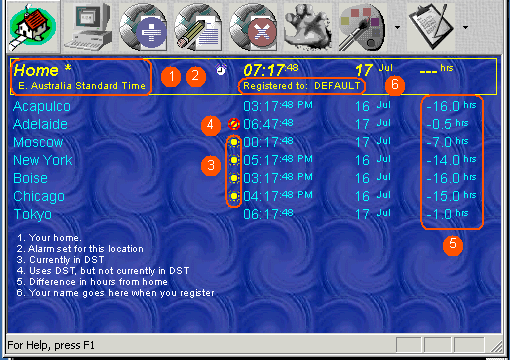 Home * 1 2 07:17:48 17 Jul --- hrs
E. Australia Standard Time Registered to: DEFAULT 6
Acapulco 03:17:48 PM 16 Jul -16.0 hrs
Adelaide 4 06:47:48 17 Jul -0.5 hrs
Moscow 00:17:48 17 Jul -7.0 hrs
New York 3 05:17:48 PM 16 Jul -14.0 hrs
Boise 03:17:48 PM 16 Jul -16.0 hrs
Chicago 04:17:48 PM 16 Jul -15.0 hrs
Tokyo 06:17:48 17 Jul -1.0 hrs
5
1. Your home.
2. Alarm set for this location
3. Currently in DST
4. Uses DST, but not currently in DST
5. Difference in hours from home
6. Your name goes here when you register
For Help, press F1